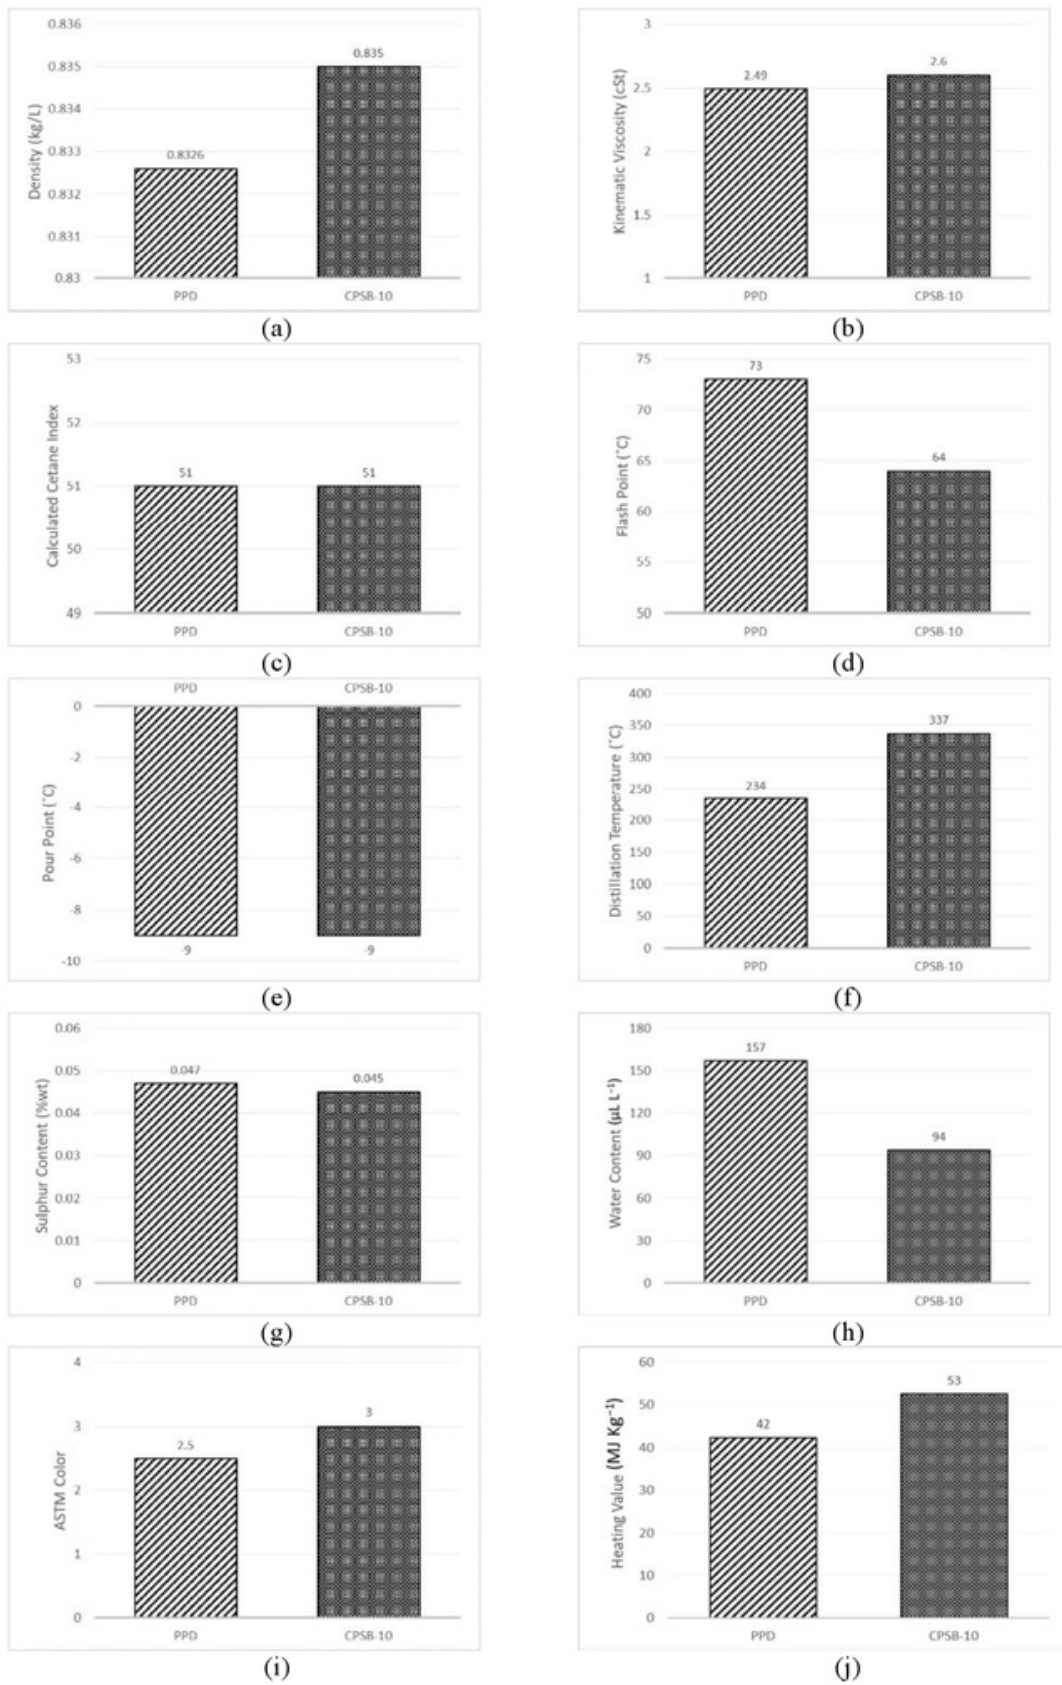 0.836
0.835
0.834
0.833
0.832
0.831
0.83
Density (kg/L)
0.8326
0.835
PPD
CPSB-10
(a)
3
2.5
2
1.5
1
Kinematic Viscosity (cSt)
2.49
2.6
PPD
CPSB-10
(b)
53
52
51
50
49
Calculated Cetane Index
51
51
PPD
CPSB-10
(c)
75
70
65
60
55
50
Flash Point (˚C)
73
64
PPD
CPSB-10
(d)
PPD
CPSB-10
0
-2
-4
-6
-8
-10
Pour Point (˚C)
-9
-9
(e)
400
350
300
250
200
150
100
50
0
Distillation Temperature (˚C)
234
337
PPD
CPSB-10
(f)
0.06
0.05
0.04
0.03
0.02
0.01
0
Sulphur Content (%wt)
0.047
0.045
PPD
CPSB-10
(g)
180
150
120
90
60
30
0
Water Content (µL L⁻¹)
157
94
PPD
CPSB-10
(h)
4
3
2
1
0
ASTM Color
2.5
3
PPD
CPSB-10
(i)
60
50
40
30
20
10
0
Heating Value (MJ Kg⁻¹)
42
53
PPD
CPSB-10
(j)